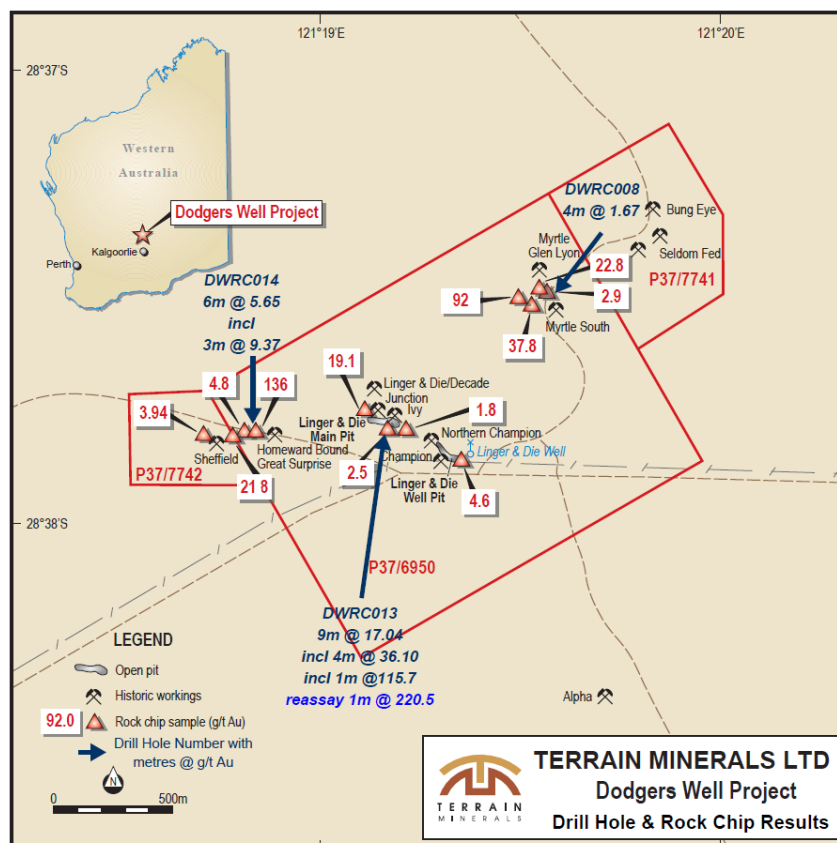 121°19'E
121°20'E
28°37'S
Western
Australia
Dodgers Well Project
Kalgoorlie
Perth
DWRC014
6m @ 5.65
incl
3m @ 9.37
DWRC008
4m @ 1.67
Bung Eye
Seldom Fed
P37/7741
Myrtle
Glen Lyon
22.8
92
2.9
Myrtle South
37.8
19.1
Linger & Die/Decade
Junction
Ivy
4.8
136
1.8
3.94
Linger & Die
Main Pit
Northern Champion
Linger & Die Well
Sheffield
Homeward Bound
Great Surprise
Champion
P37/7742
2.5
Linger & Die
Well Pit
21 8
4.6
28°38'S
P37/6950
DWRC013
9m @ 17.04
incl 4m @ 36.10
incl 1m @115.7
reassay 1m @ 220.5
Alpha
LEGEND
Open pit
Historic workings
92.0
Rock chip sample (g/t Au)
Drill Hole Number with
metres @ g/t Au
N
0
500m
TERRAIN
MINERALS
TERRAIN MINERALS LTD
Dodgers Well Project
Drill Hole & Rock Chip Results